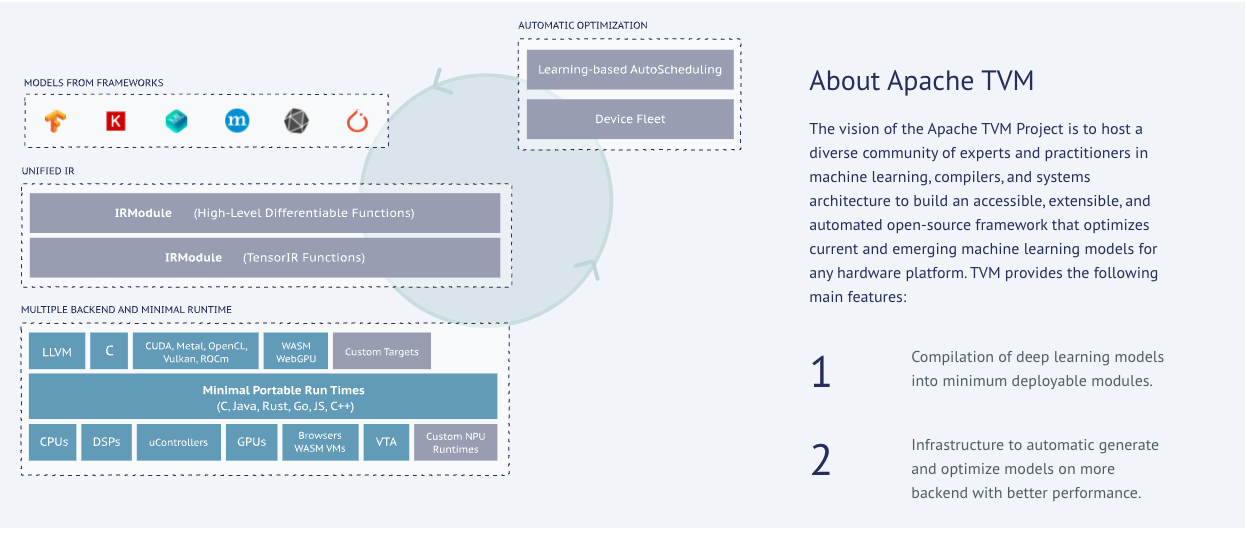 AUTOMATIC OPTIMIZATION
Learning-based AutoScheduling
Device Fleet
MODELS FROM FRAMEWORKS
K
m
UNIFIED IR
IRModule (High-Level Differentiable Functions)
IRModule (TensorIR Functions)
MULTIPLE BACKEND AND MINIMAL RUNTIME
LLVM
C
CUDA, Metal, OpenCL,
Vulkan, ROCm
WASM
WebGPU
Custom Targets
Minimal Portable Run Times
(C, Java, Rust, Go, JS, C++)
CPUs
DSPs
uControllers
GPUs
Browsers
WASM VMs
VTA
Custom NPU
Runtimes
About Apache TVM
The vision of the Apache TVM Project is to host a
diverse community of experts and practitioners in
machine learning, compilers, and systems
architecture to build an accessible, extensible, and
automated open-source framework that optimizes
current and emerging machine learning models for
any hardware platform. TVM provides the following
main features:
1
Compilation of deep learning models
into minimum deployable modules.
2
Infrastructure to automatic generate
and optimize models on more
backend with better performance.